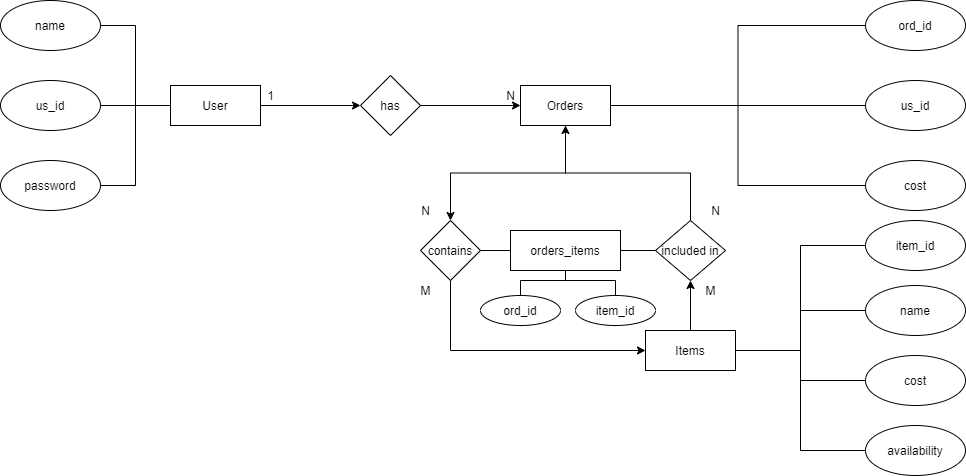 name
ord_id
us_id
User
1
has
N
Orders
us_id
password
cost
N
N
contains
orders_items
included in
item_id
M
M
ord_id
item_id
name
Items
cost
availability